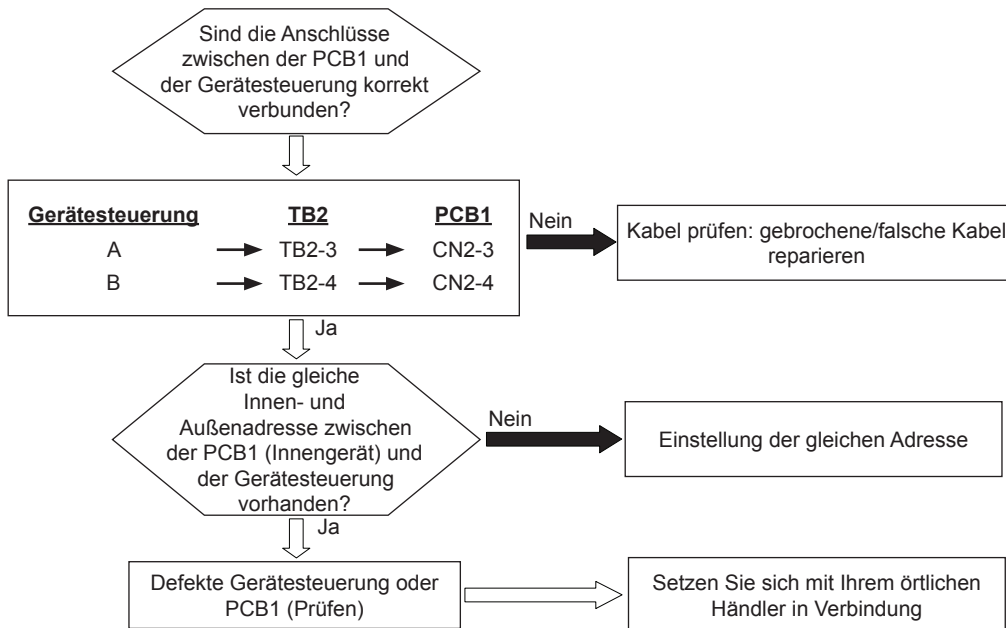 Sind die Anschlüsse
zwischen der PCB1 und
der Gerätesteuerung korrekt
verbunden?
Gerätesteuerung TB2 PCB1
A TB2-3 CN2-3
B TB2-4 CN2-4
Nein
Kabel prüfen: gebrochene/falsche Kabel
reparieren
Ja
Ist die gleiche
Innen- und
Außenadresse zwischen
der PCB1 (Innengerät) und
der Gerätesteuerung
vorhanden?
Nein
Einstellung der gleichen Adresse
Ja
Defekte Gerätesteuerung oder
PCB1 (Prüfen)
Setzen Sie sich mit Ihrem örtlichen
Händler in Verbindung